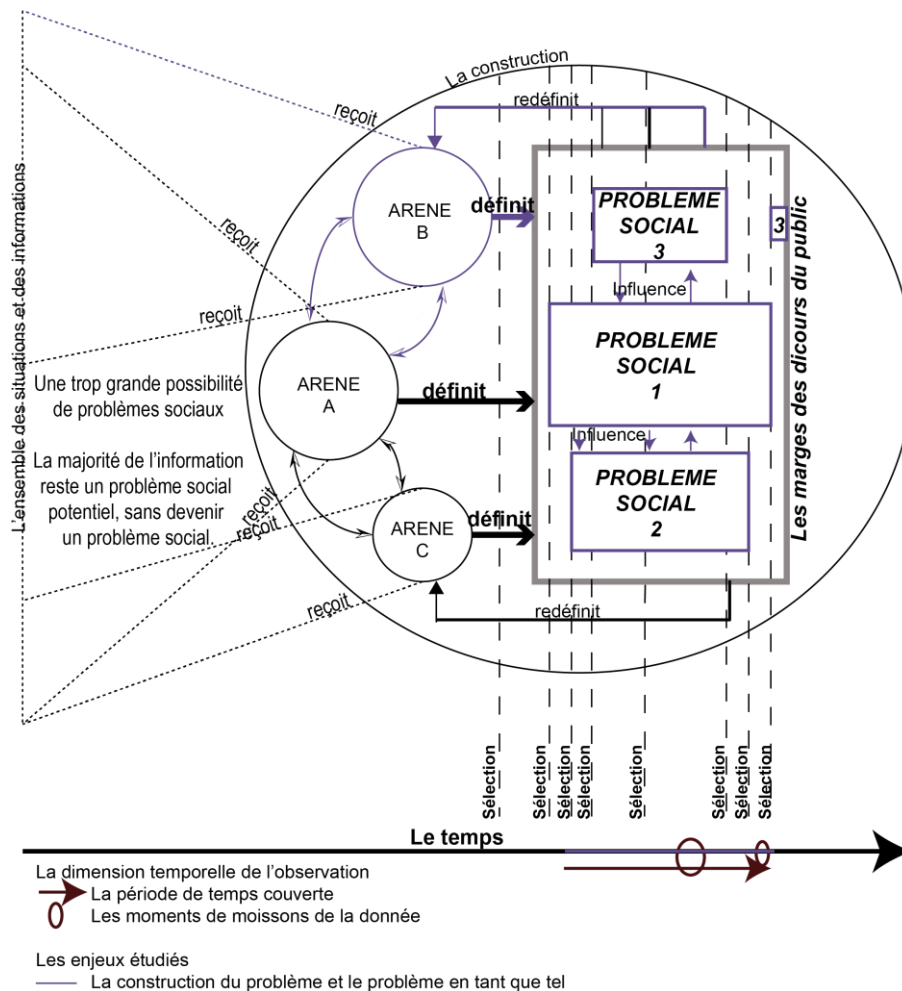 La construction
reçoit
redéfinit
L'ensemble des situations et des informations
ARENE
B
définit
PROBLEME
SOCIAL
3
3
reçoit
Influence
reçoit
Une trop grande possibilité
de problèmes sociaux
ARENE
A
définit
PROBLEME
SOCIAL
1
Les marges des dicours du public
La majorité de l'information
reste un problème social
potentiel, sans devenir
un problème social.
Influence
reçoit
reçoit
ARENE
C
définit
PROBLEME
SOCIAL
2
reçoit
redéfinit
Sélection
Sélection
Sélection
Sélection
Sélection
Sélection
Sélection
Sélection
Le temps
La dimension temporelle de l'observation
La période de temps couverte
Les moments de moissons de la donnée
Les enjeux étudiés
La construction du problème et le problème en tant que tel